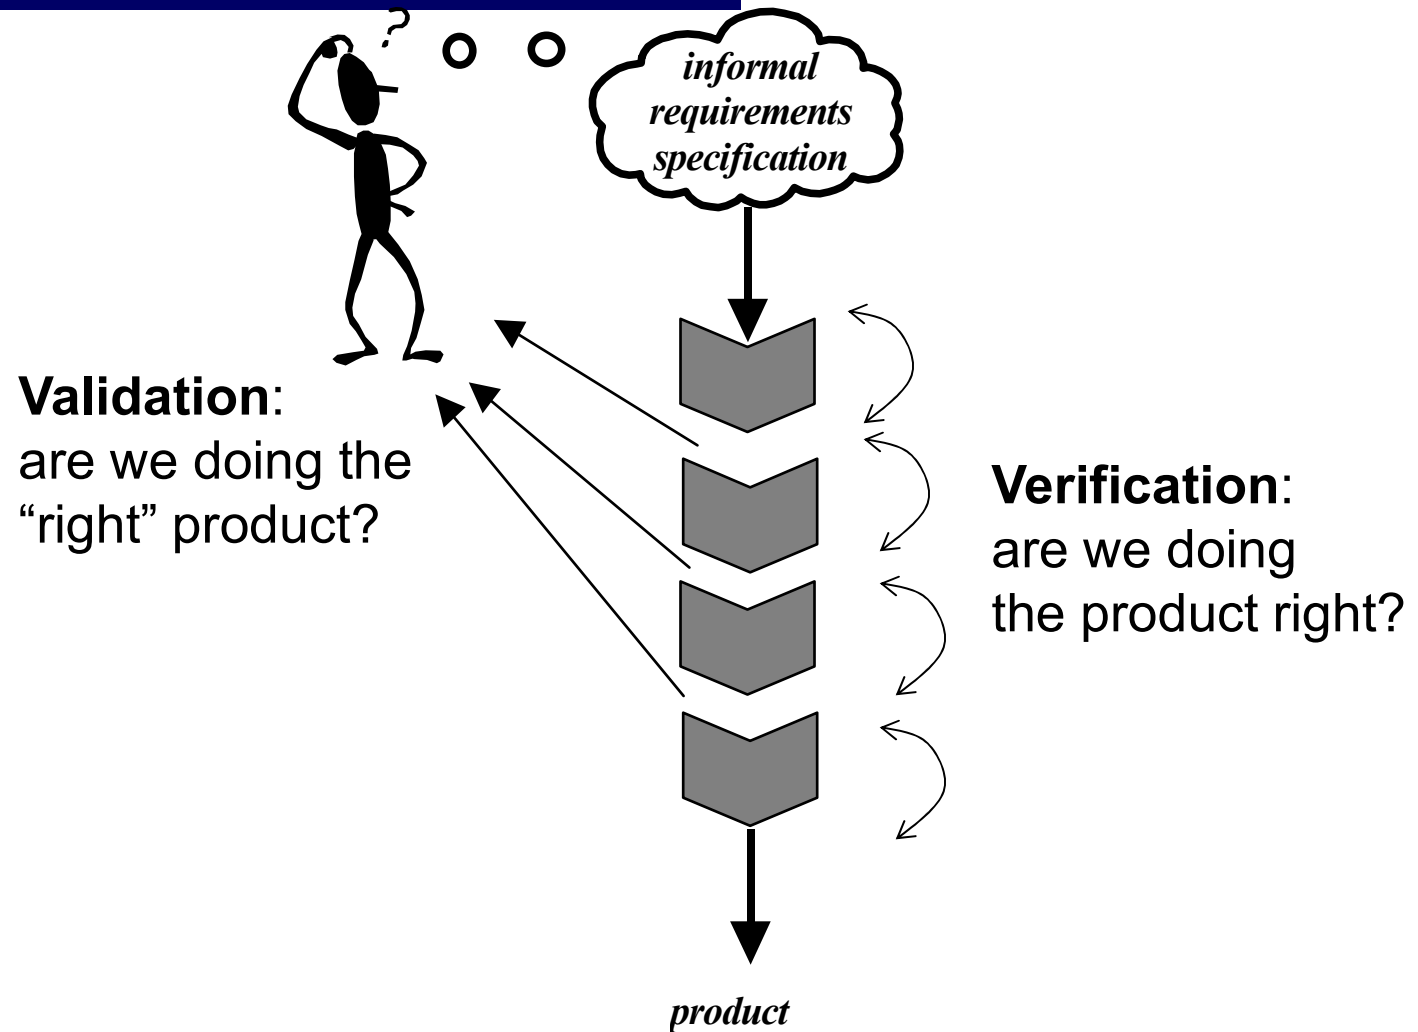 ?
informal
requirements
specification
Validation:
are we doing the
“right” product?
Verification:
are we doing
the product right?
product